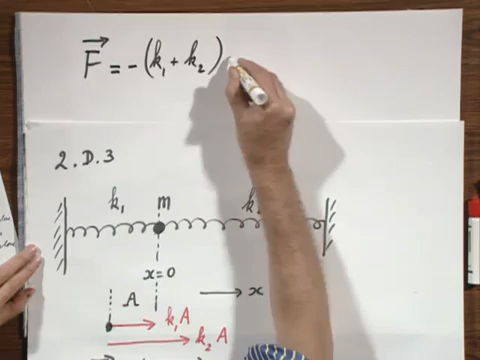 F = - (k₁ + k₂)
2.D.3
k₁ m k
x=0
A → x
k₁A
k₂A